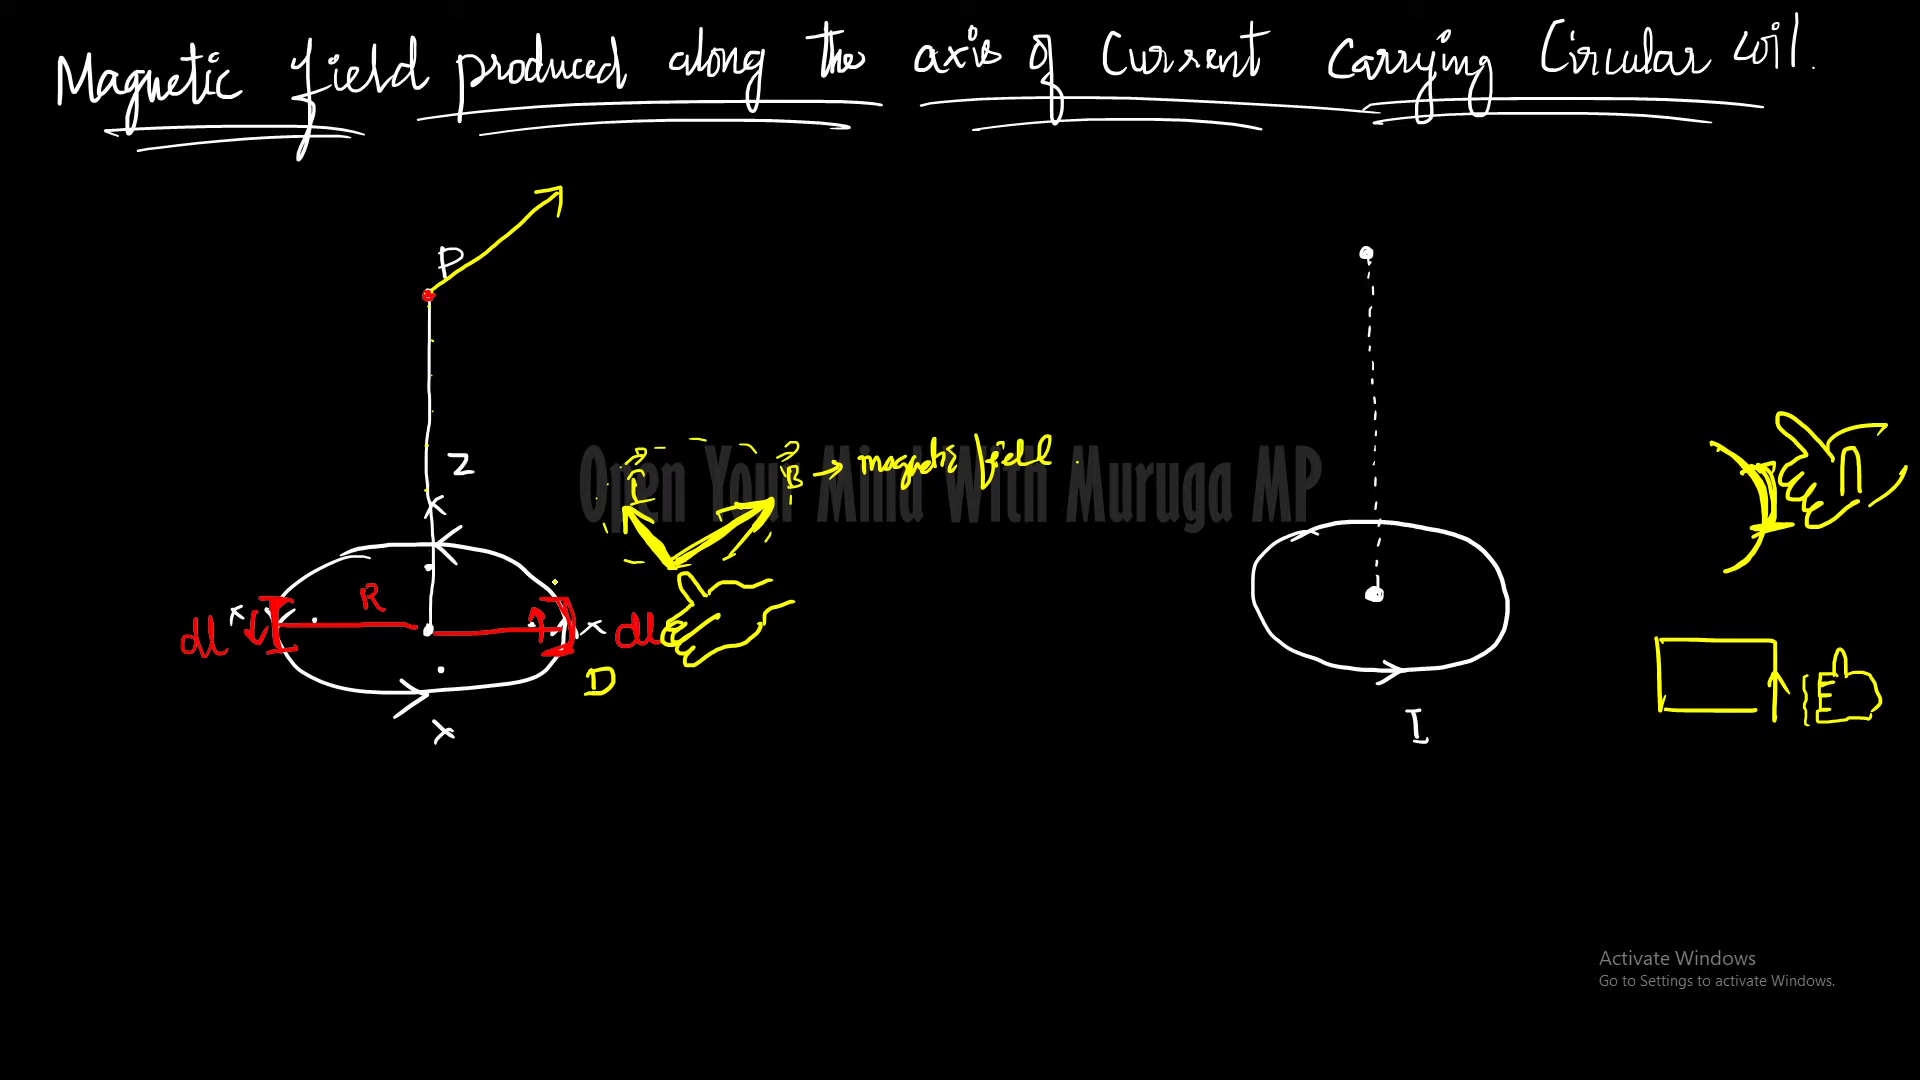 Magnetic field produced along the axis of Current Carrying Circular coil.
P
Z
r⃗
B⃗ → magnetic field
Open Your Mind With Muruga MP
R
dl
dl
D
I
Activate Windows
Go to Settings to activate Windows.